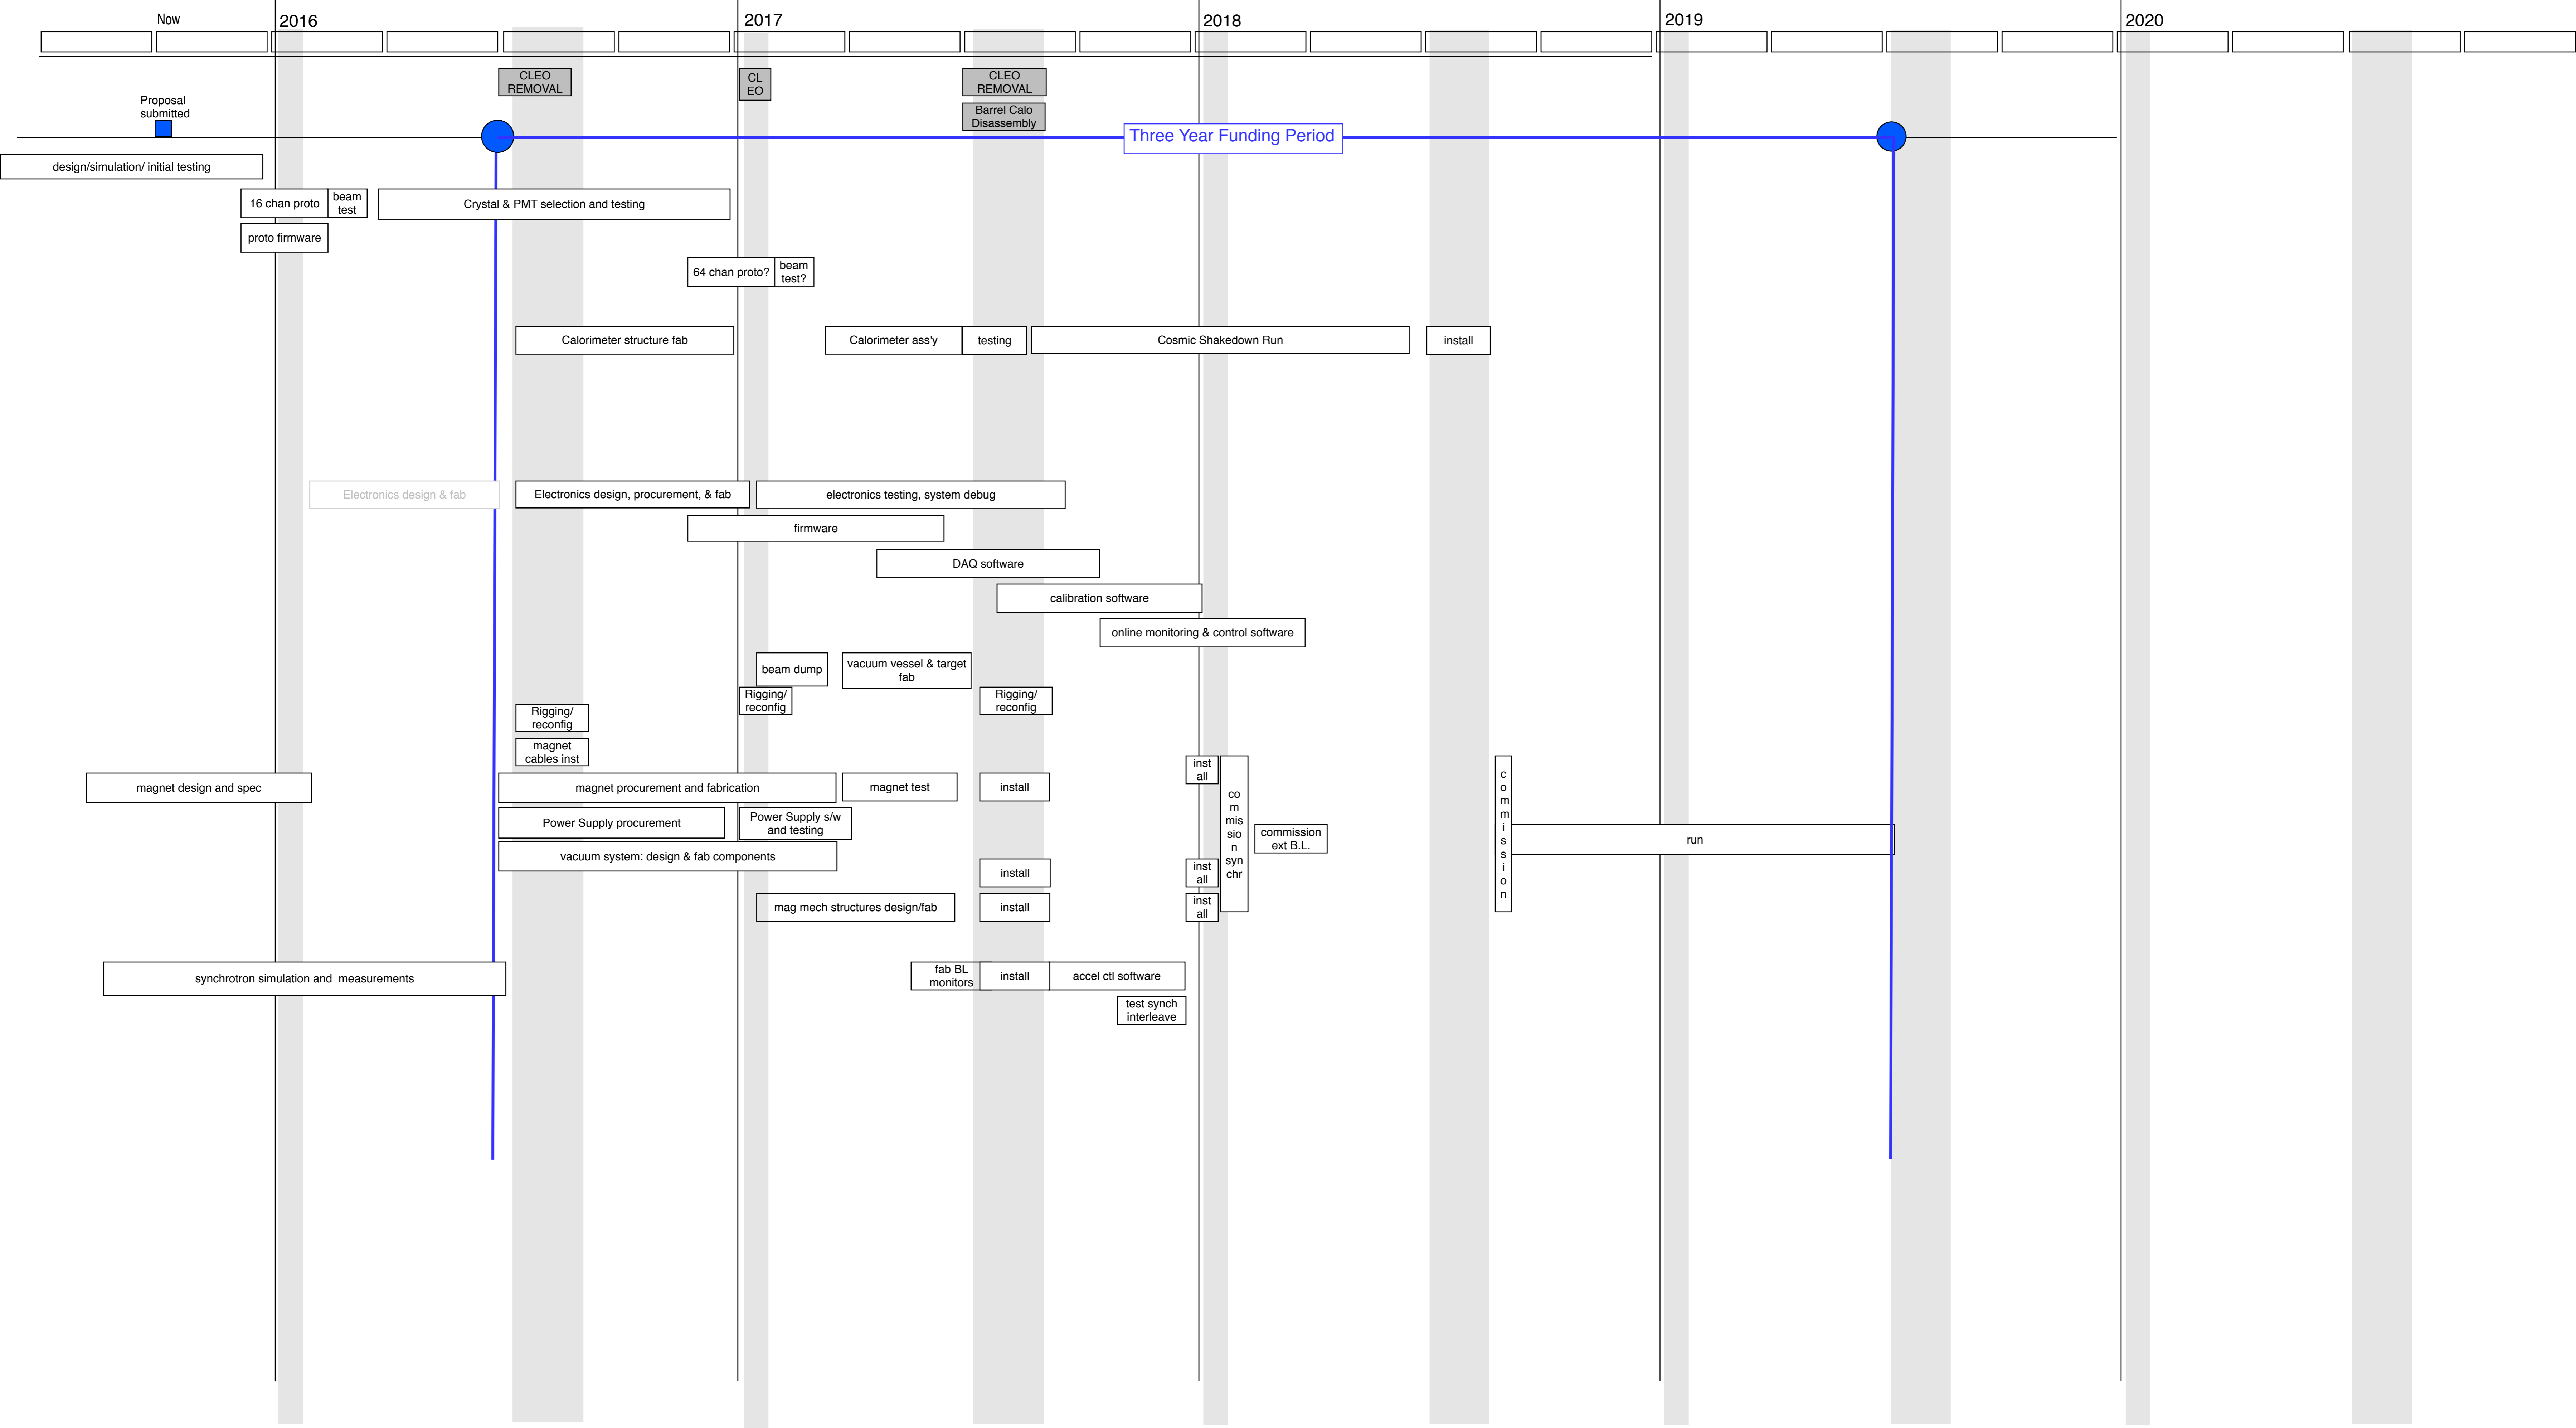 Now
2016
2017
2018
2019
2020
CLEO
REMOVAL
CL
EO
CLEO
REMOVAL
Barrel Calo
Disassembly
Proposal
submitted
Three Year Funding Period
design/simulation/ initial testing
16 chan proto
beam
test
Crystal & PMT selection and testing
proto firmware
64 chan proto?
beam
test?
Calorimeter structure fab
Calorimeter ass'y
testing
Cosmic Shakedown Run
install
Electronics design & fab
Electronics design, procurement, & fab
electronics testing, system debug
firmware
DAQ software
calibration software
online monitoring & control software
beam dump
vacuum vessel & target
fab
Rigging/
reconfig
Rigging/
reconfig
Rigging/
reconfig
magnet
cables inst
magnet design and spec
magnet procurement and fabrication
magnet test
install
inst
all
co
m
mis
sio
n
syn
chr
c
o
m
m
i
s
s
i
o
n
Power Supply procurement
Power Supply s/w
and testing
commission
ext B.L.
run
vacuum system: design & fab components
install
inst
all
mag mech structures design/fab
install
inst
all
synchrotron simulation and  measurements
fab BL
monitors
install
accel ctl software
test synch
interleave